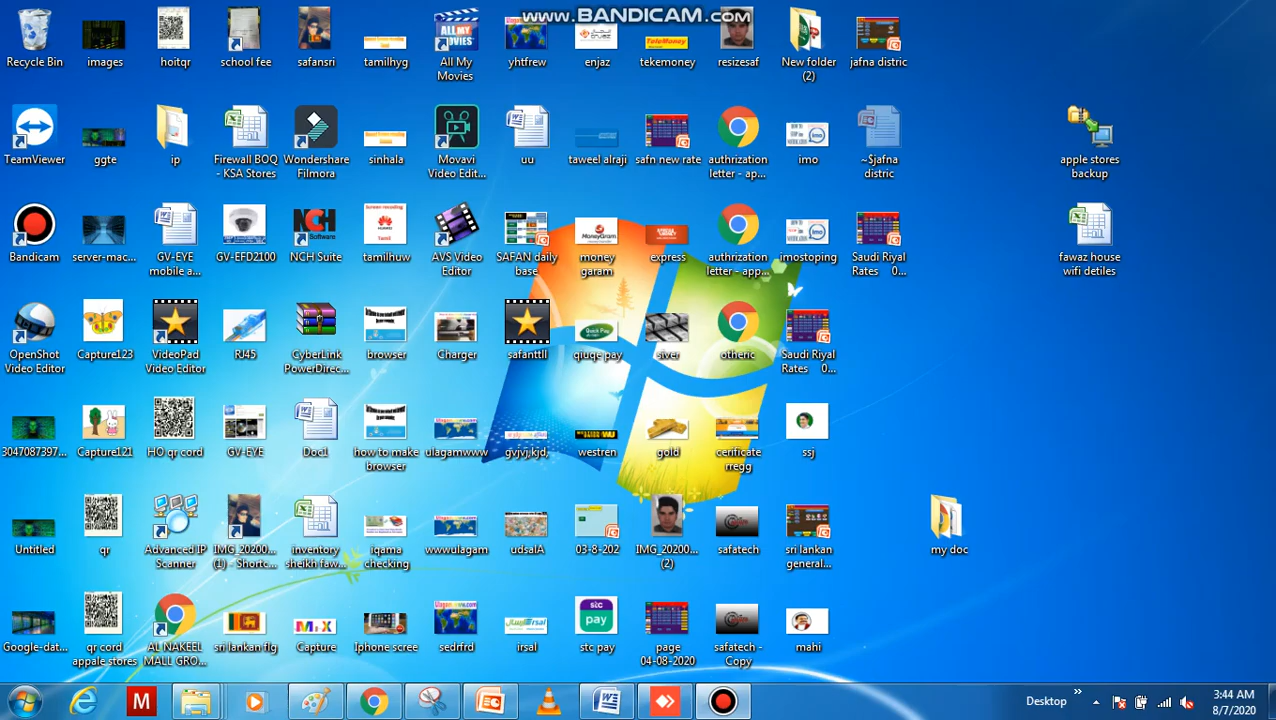 www.BANDICAM.com
Recycle Bin
images
hoitqr
school fee
safansri
tamilhyg
All My
Movies
yhtfrew
enjaz
tekemoney
resizesaf
New folder
(2)
jafna distric
TeamViewer
ggte
ip
Firewall BOQ
- KSA Stores
Wondershare
Filmora
sinhala
Movavi
Video Edit...
uu
taweel alraji
safn new rate
authrization
letter - ap...
imo
~$jafna
distric
apple stores
backup
Bandicam
server-mac...
GV-EYE
mobile a...
GV-EFD2100
NCH Suite
tamilhuw
AVS Video
Editor
SAFAN daily
base
money
garam
express
authorization
letter - app...
imostoping
Saudi Riyal
Rates 0...
fawaz house
wifi detiles
OpenShot
Video Editor
Capture123
VideoPad
Video Editor
RJ45
CyberLink
PowerDirec...
browser
Charger
safanttll
qiuqe pay
siver
otheric
Saudi Riyal
Rates 0...
3047087397...
Capture121
HO qr cord
GV-EYE
Doc1
how to make
browser
ulagamwww
gvjvj,kjd,
westren
gold
cerificate
rregg
ssj
Untitled
qr
Advanced IP
Scanner
IMG_20200...
(1) - Shortc...
inventory
sheikh faw...
iqama
checking
wwwulagam
udsalA
03-8-202
IMG_20200...
(2)
safatech
sri lankan
general...
my doc
Google-dat...
qr cord
appale stores
AL NAKEEL
MALL GRO...
sri lankan flg
Capture
Iphone scree
sedrfrd
irsal
stc pay
page
04-08-2020
safatech -
Copy
mahi
Desktop
3:44 AM
8/7/2020